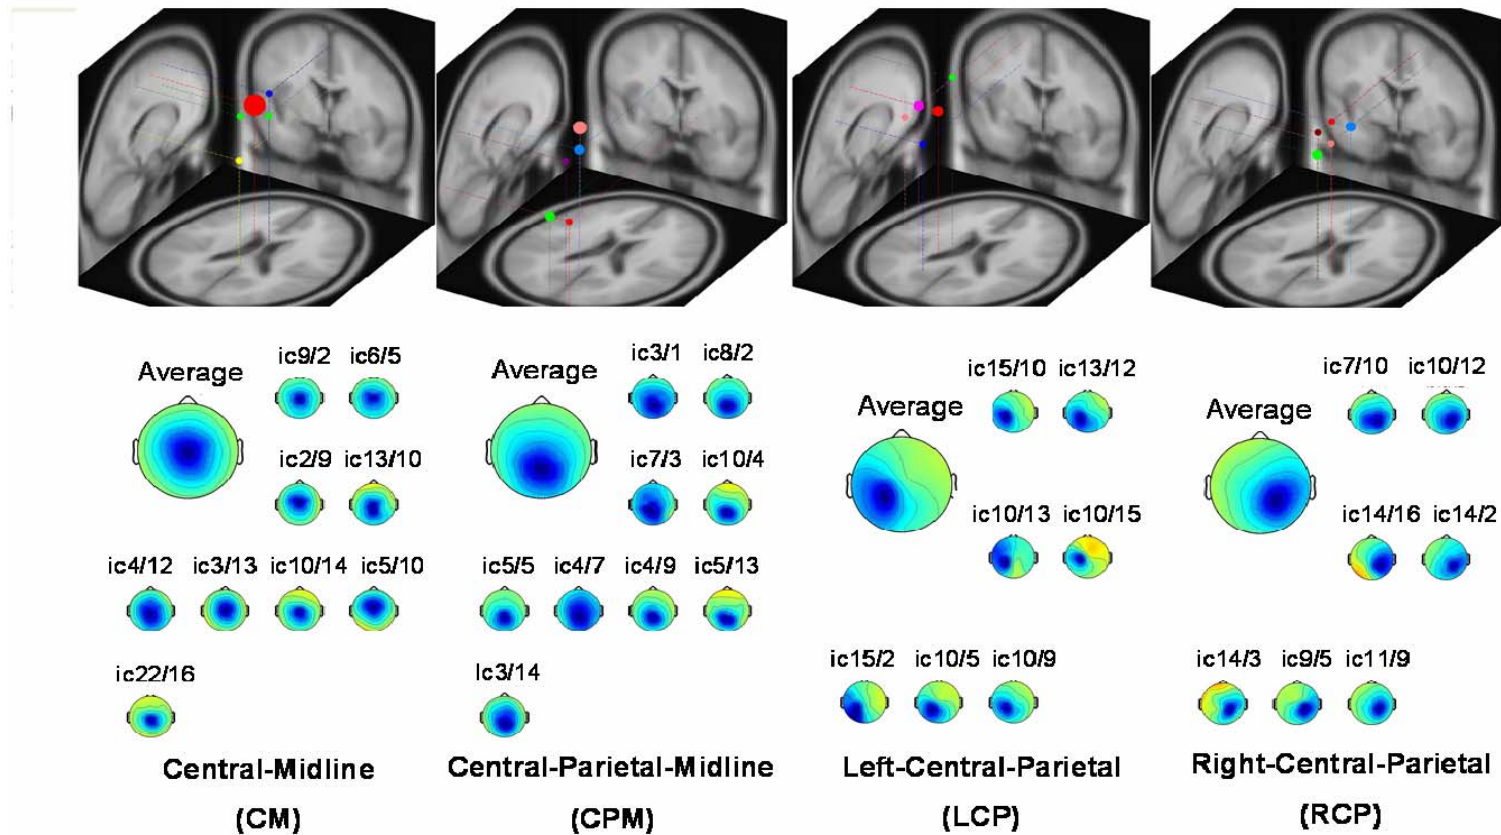 Average
ic9/2 ic6/5
ic2/9 ic13/10
ic4/12 ic3/13 ic10/14 ic5/10
ic22/16
Central-Midline
(CM)
Average
ic3/1 ic8/2
ic7/3 ic10/4
ic5/5 ic4/7 ic4/9 ic5/13
Ic3/14
Central-Parietal-Midline
(CPM)
ic15/10 ic13/12
Average
ic10/13 ic10/15
ic15/2 ic10/5 ic10/9
Left-Central-Parietal
(LCP)
ic7/10 ic10/12
Average
ic14/16 ic14/2
ic14/3 ic9/5 ic11/9
Right-Central-Parietal
(RCP)